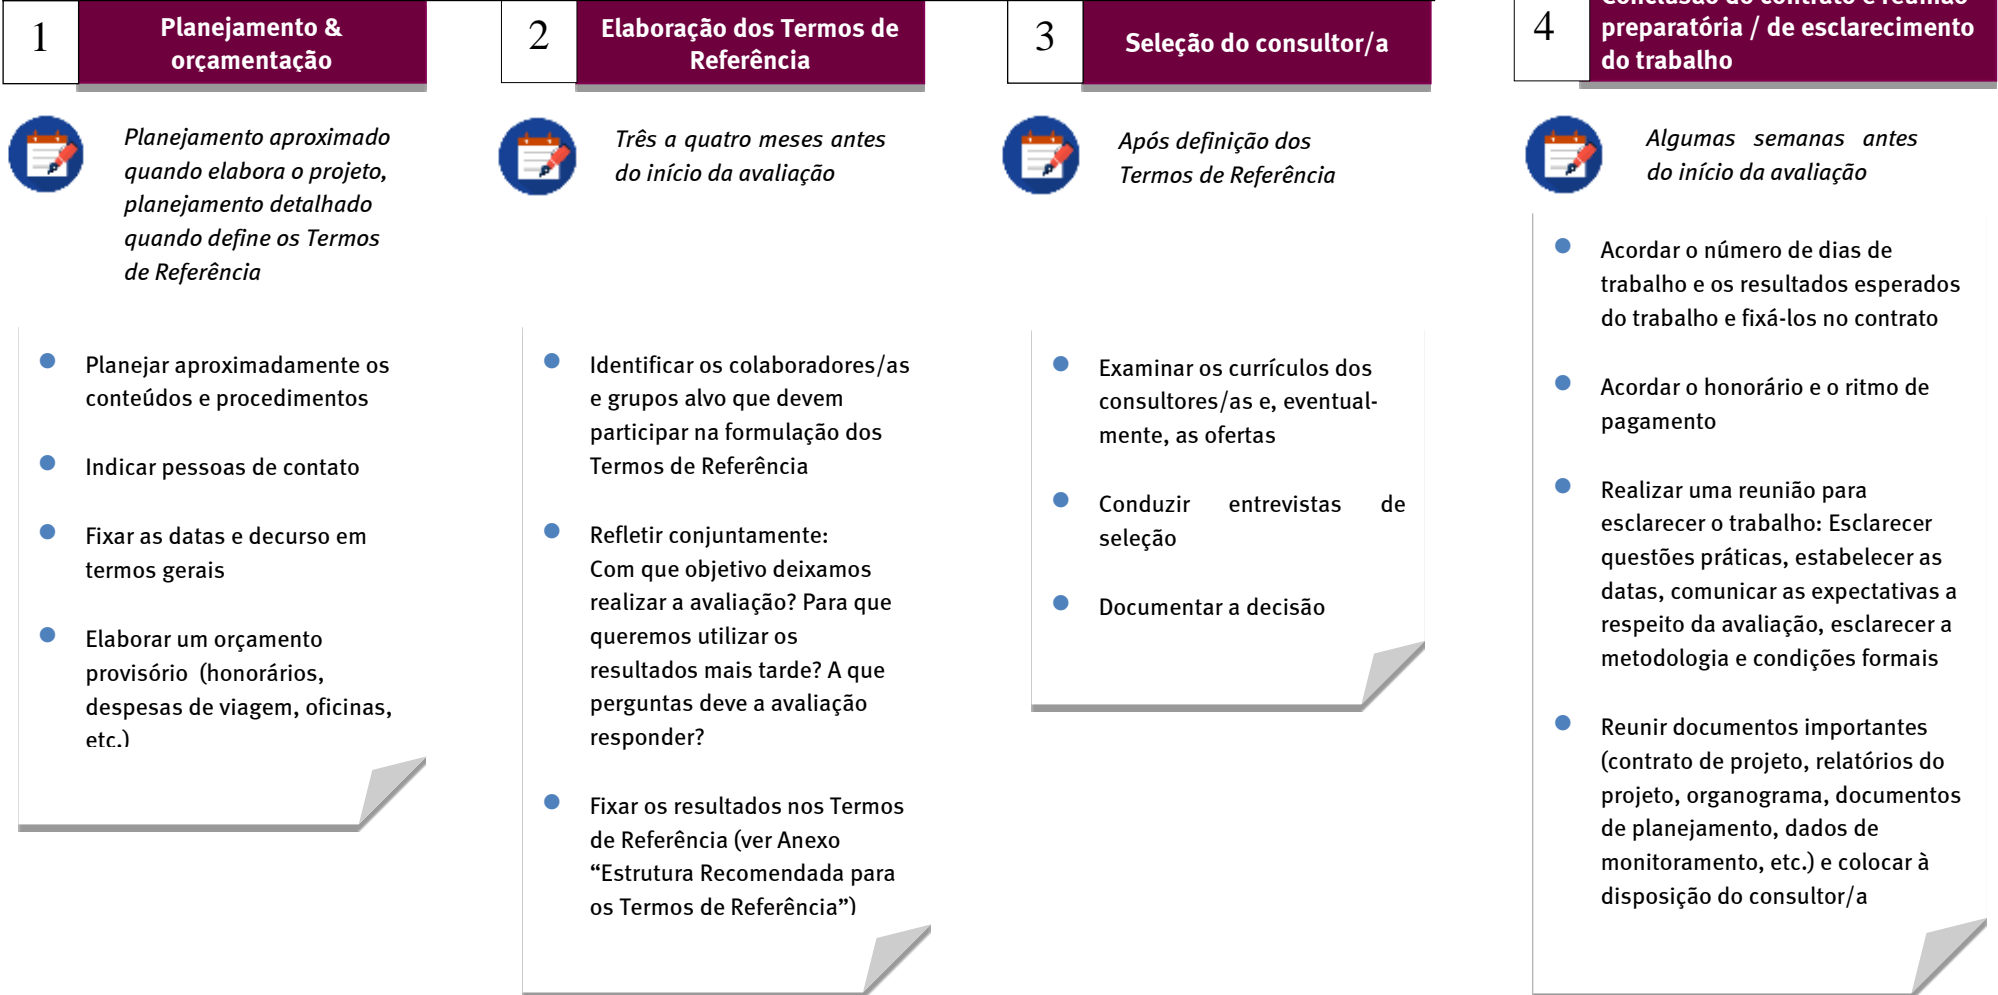 1
Planejamento &
orçamentação
Planejamento aproximado
quando elabora o projeto,
planejamento detalhado
quando define os Termos
de Referência
Planejar aproximadamente os
conteúdos e procedimentos
Indicar pessoas de contato
Fixar as datas e decurso em
termos gerais
Elaborar um orçamento
provisório (honorários,
despesas de viagem, oficinas,
etc.)
2
Elaboração dos Termos de
Referência
Três a quatro meses antes
do início da avaliação
Identificar os colaboradores/as
e grupos alvo que devem
participar na formulação dos
Termos de Referência
Refletir conjuntamente:
Com que objetivo deixamos
realizar a avaliação? Para que
queremos utilizar os
resultados mais tarde? A que
perguntas deve a avaliação
responder?
Fixar os resultados nos Termos
de Referência (ver Anexo
“Estrutura Recomendada para
os Termos de Referência”)
3
Seleção do consultor/a
Após definição dos
Termos de Referência
Examinar os currículos dos
consultores/as e, eventual-
mente, as ofertas
Conduzir entrevistas de
seleção
Documentar a decisão
4
Conclusão do contrato e reunião
preparatória / de esclarecimento
do trabalho
Algumas semanas antes
do início da avaliação
Acordar o número de dias de
trabalho e os resultados esperados
do trabalho e fixá-los no contrato
Acordar o honorário e o ritmo de
pagamento
Realizar uma reunião para
esclarecer o trabalho: Esclarecer
questões práticas, estabelecer as
datas, comunicar as expectativas a
respeito da avaliação, esclarecer a
metodologia e condições formais
Reunir documentos importantes
(contrato de projeto, relatórios do
projeto, organograma, documentos
de planejamento, dados de
monitoramento, etc.) e colocar à
disposição do consultor/a